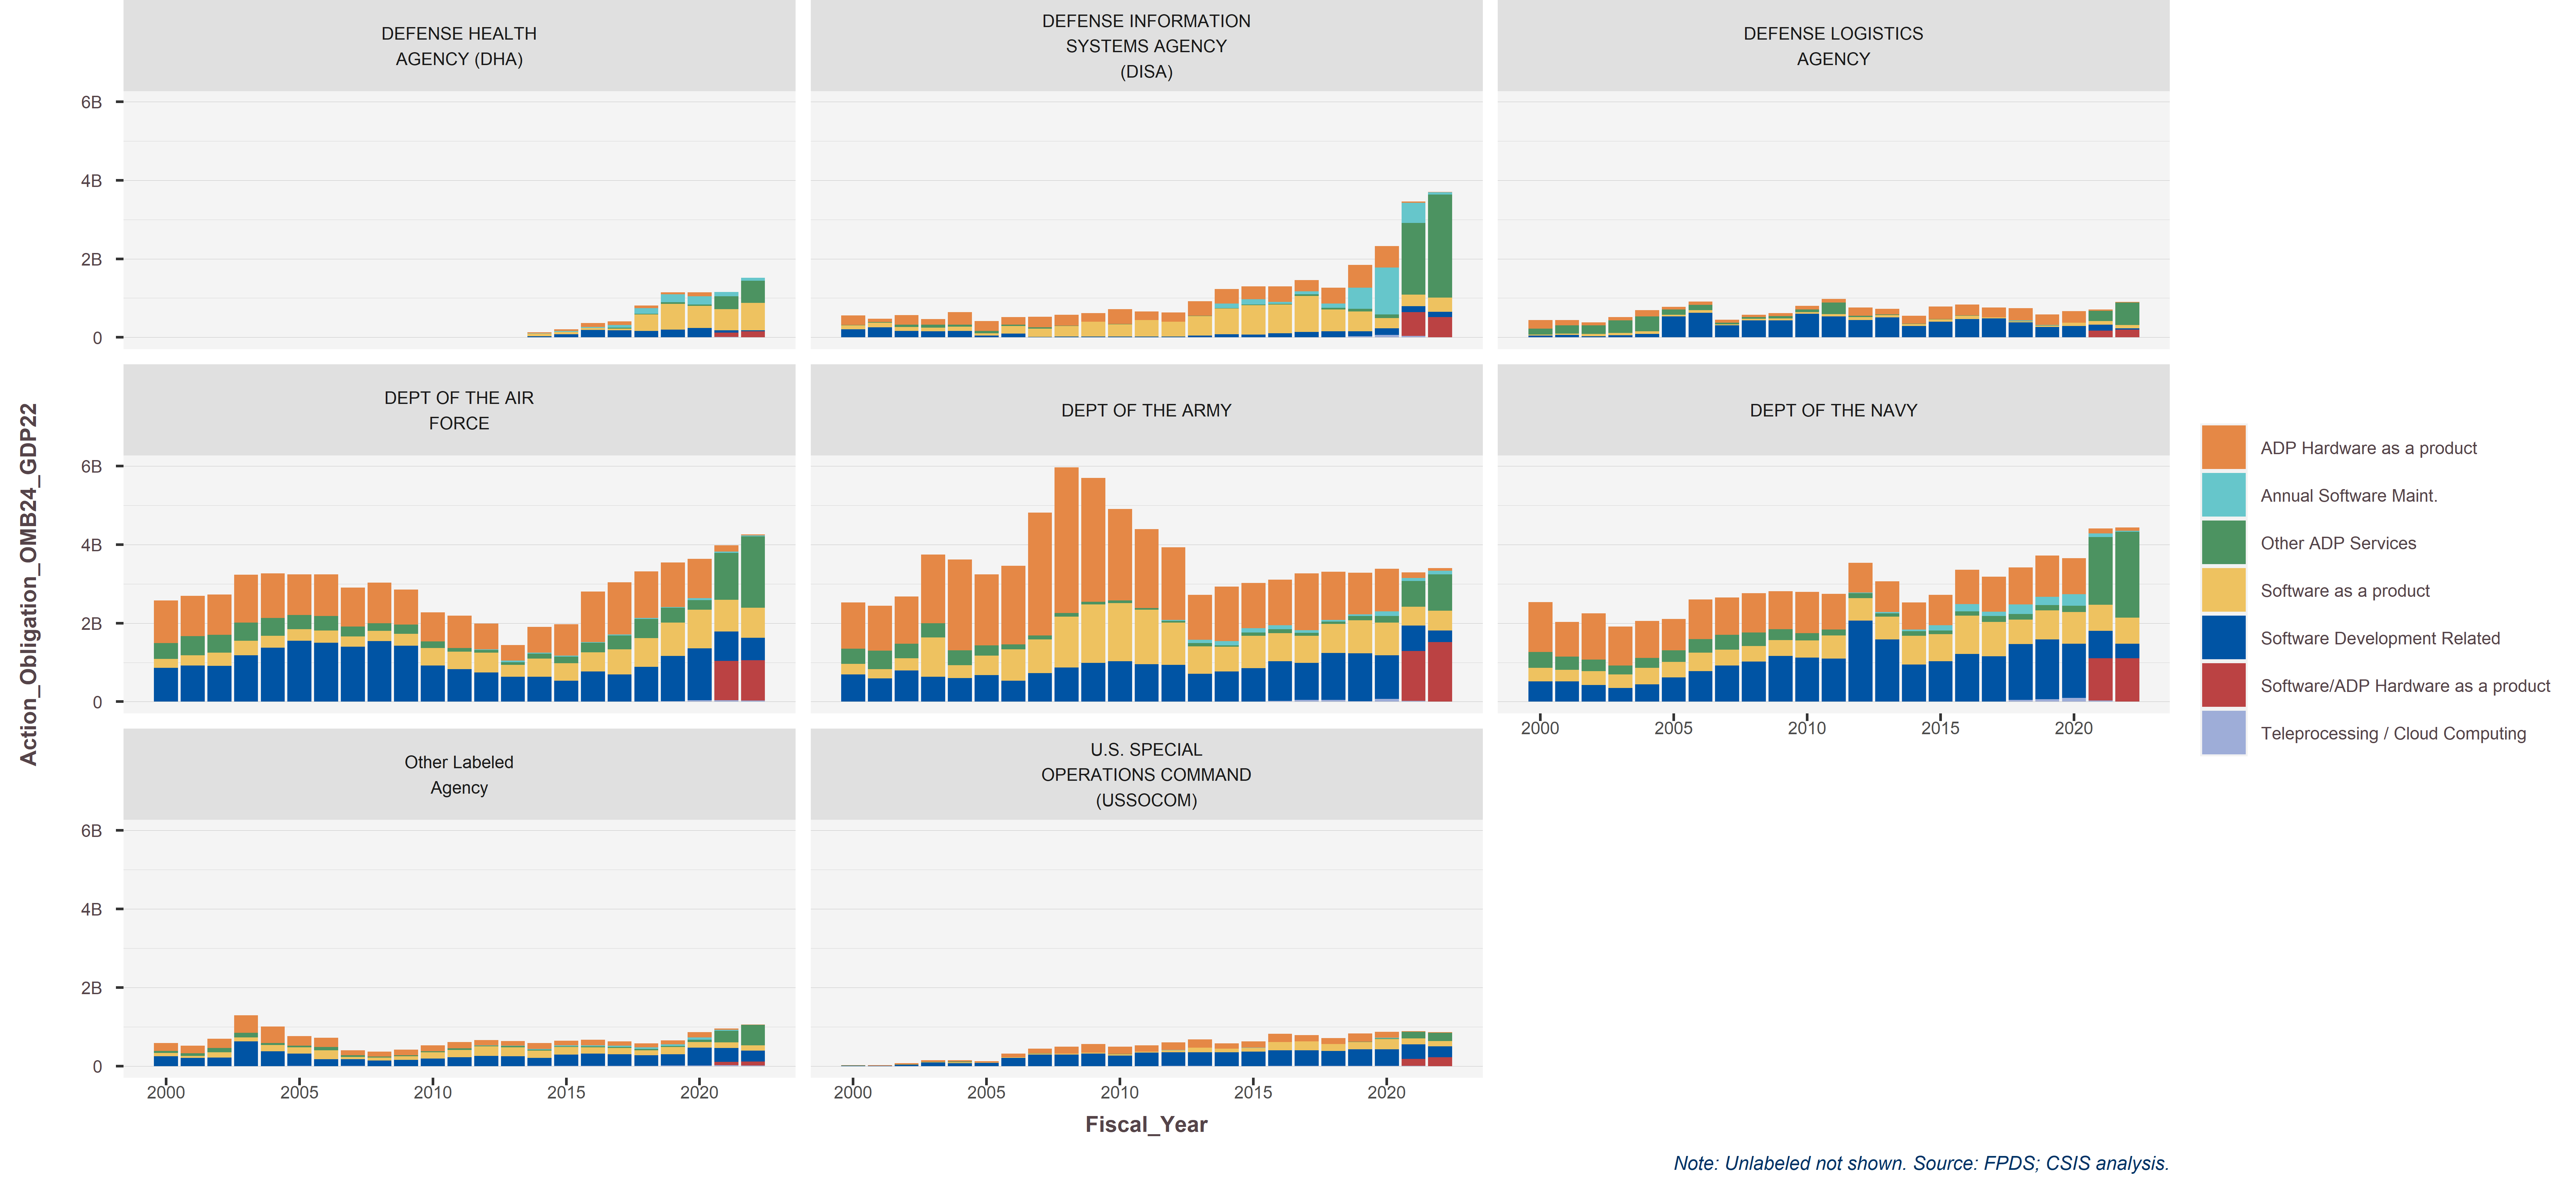 DEFENSE HEALTH
AGENCY (DHA)
DEFENSE INFORMATION
SYSTEMS AGENCY
(DISA)
DEFENSE LOGISTICS
AGENCY
6B
4B
2B
0
DEPT OF THE AIR
FORCE
DEPT OF THE ARMY
DEPT OF THE NAVY
6B
4B
2B
0
2000
2005
2010
2015
2020
Other Labeled
Agency
U.S. SPECIAL
OPERATIONS COMMAND
(USSOCOM)
6B
4B
2B
0
2000
2005
2010
2015
2020
2000
2005
2010
2015
2020
Action_Obligation_OMB24_GDP22
Fiscal_Year
ADP Hardware as a product
Annual Software Maint.
Other ADP Services
Software as a product
Software Development Related
Software/ADP Hardware as a product
Teleprocessing / Cloud Computing
Note: Unlabeled not shown. Source: FPDS; CSIS analysis.